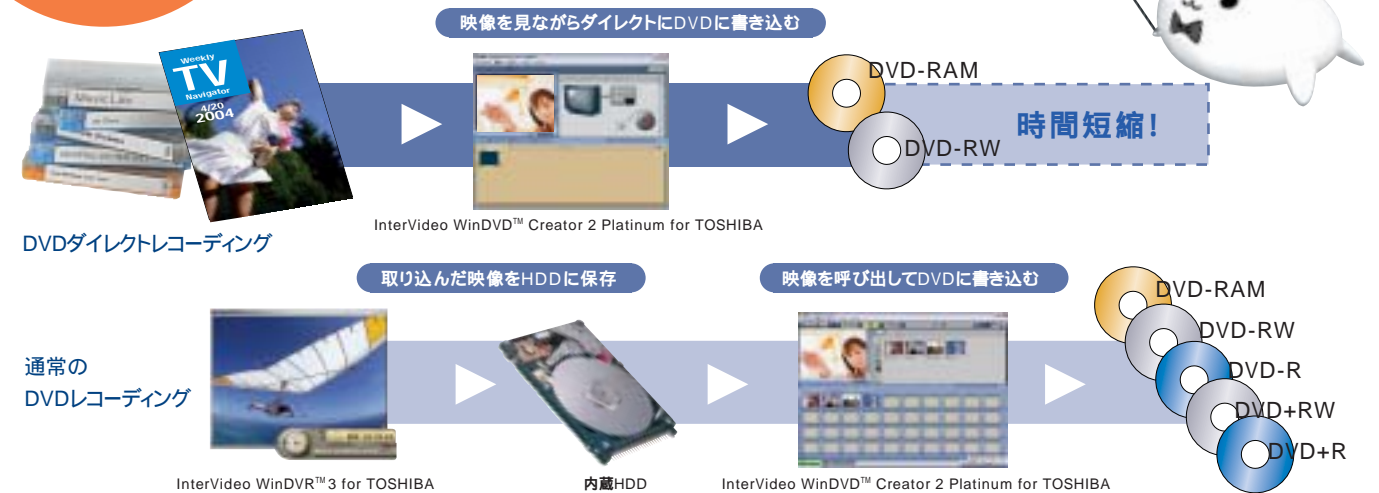 映像を見ながらダイレクトにDVDに書き込む
Weekly
TV
Navigator
4/20
2004
DVD-RAM
DVD-RW
時間短縮!
InterVideo WinDVD™ Creator 2 Platinum for TOSHIBA
DVDダイレクトレコーディング
取り込んだ映像をHDDに保存
映像を呼び出してDVDに書き込む
通常の
DVDレコーディング
DVD-RAM
DVD-RW
DVD-R
DVD+RW
DVD+R
InterVideo WinDVR™3 for TOSHIBA
内蔵HDD
InterVideo WinDVD™ Creator 2 Platinum for TOSHIBA